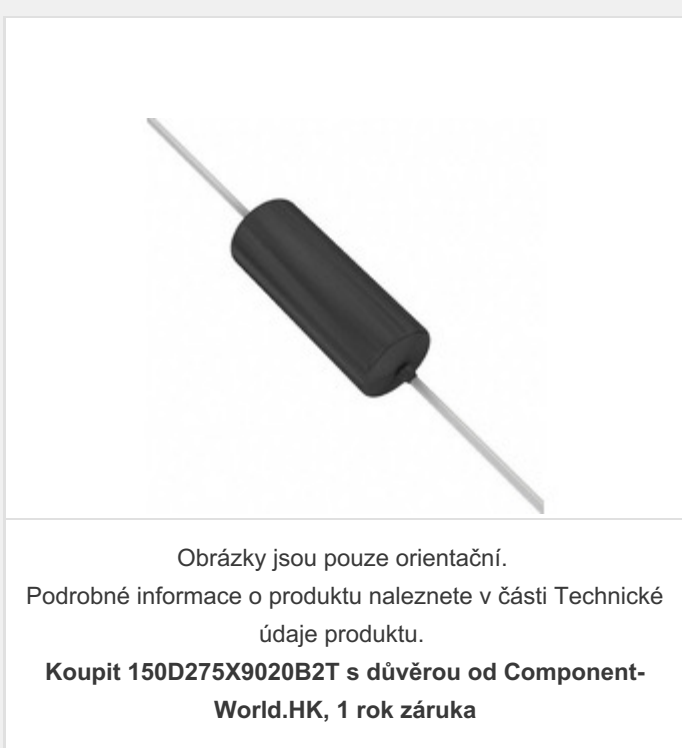 Obrázky jsou pouze orientační.
Podrobné informace o produktu naleznete v části Technické
údaje produktu.
Koupit 150D275X9020B2T s důvěrou od Component-
World.HK, 1 rok záruka